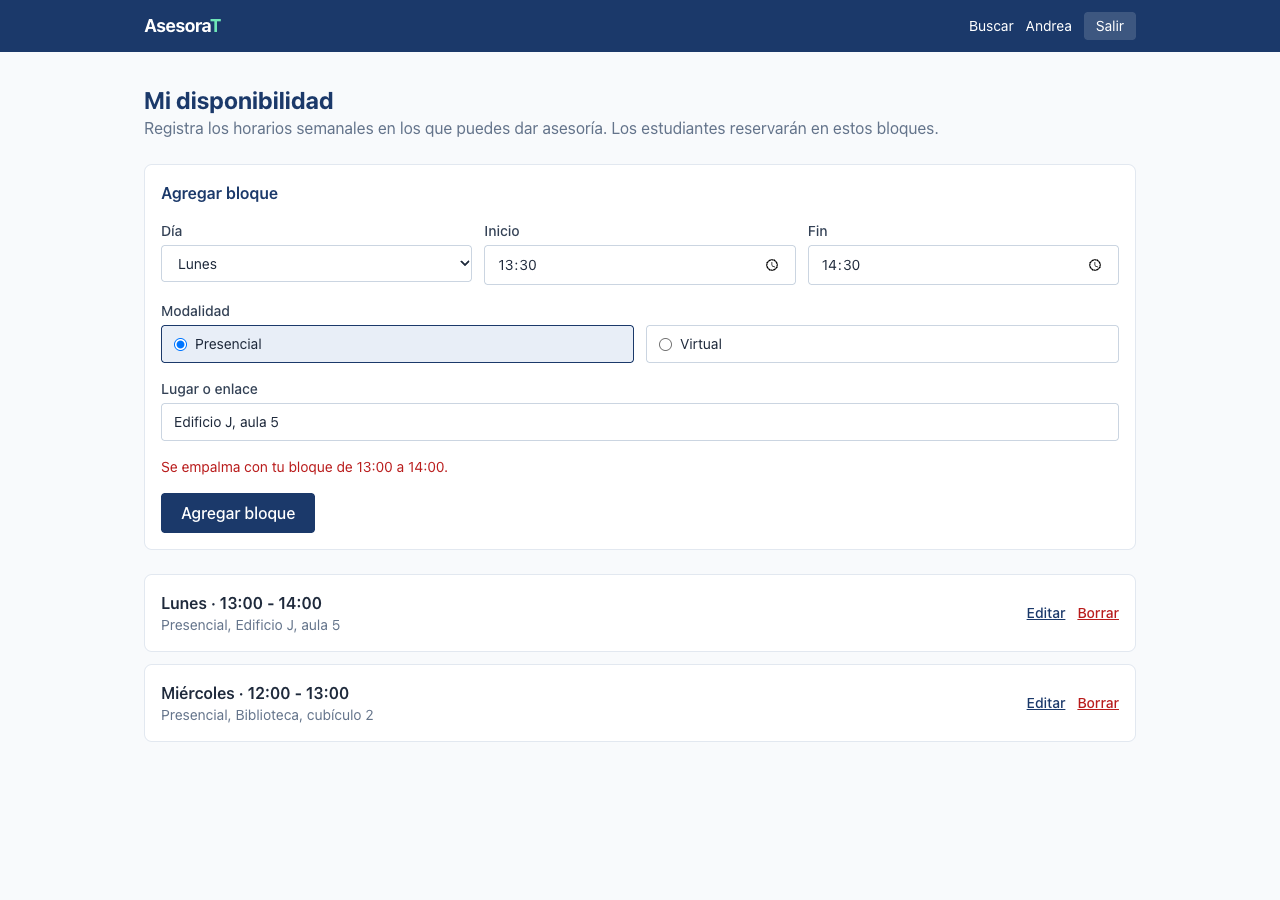 AsesoraT
Buscar Andrea Salir
Mi disponibilidad
Registra los horarios semanales en los que puedes dar asesoría. Los estudiantes reservarán en estos bloques.
Agregar bloque
Día Inicio Fin
Lunes 13:30 14:30
Modalidad
Presencial Virtual
Lugar o enlace
Edificio J, aula 5
Se empalma con tu bloque de 13:00 a 14:00.
Agregar bloque
Lunes · 13:00 - 14:00
Presencial, Edificio J, aula 5
Editar Borrar
Miércoles · 12:00 - 13:00
Presencial, Biblioteca, cubículo 2
Editar Borrar